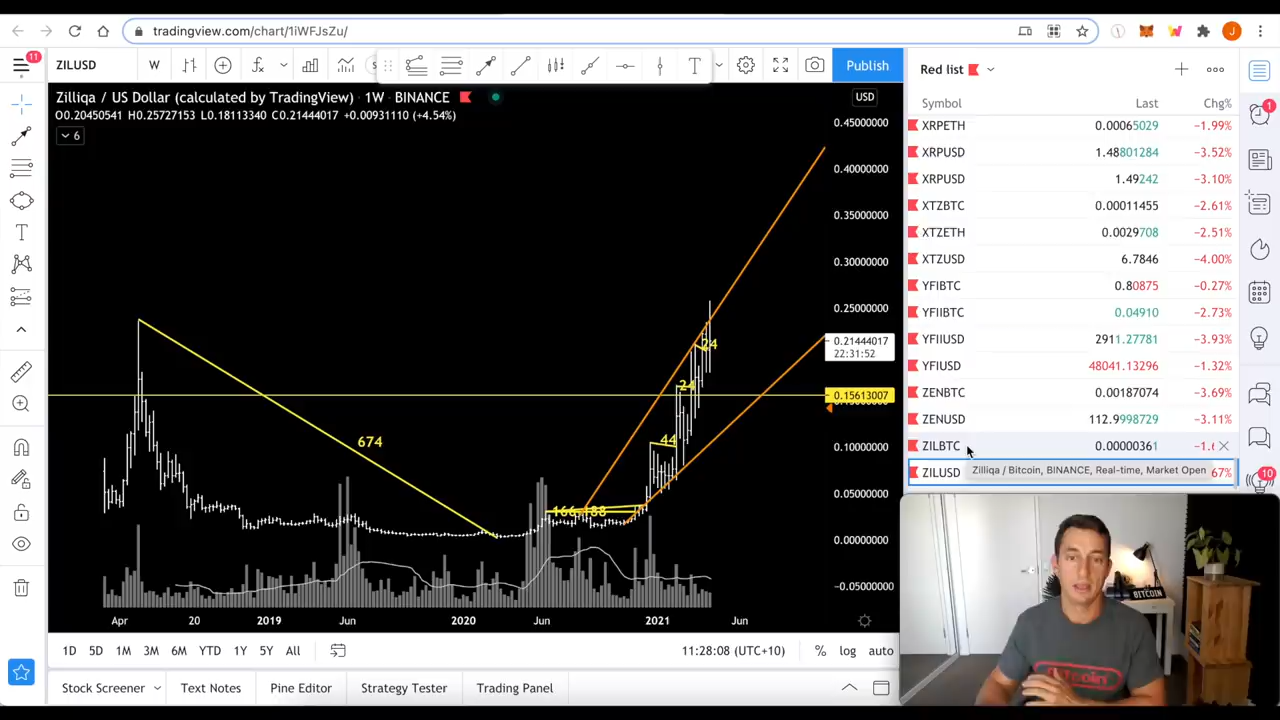 tradingview.com/chart/1iWFJsZu/
J
11
ZILUSD
W
Publish
Red list
Zilliqa / US Dollar (calculated by TradingView) · 1W · BINANCE
O0.20450541 H0.25727153 L0.18113340 C0.21444017 +0.00931110 (+4.54%)
6
USD
Symbol Last Chg%
XRPETH 0.00065029 −1.99%
XRPUSD 1.48801284 −3.52%
XRPUSD 1.49242 −3.10%
XTZBTC 0.00011455 −2.61%
XTZETH 0.0029708 −2.51%
XTZUSD 6.7846 −4.00%
YFIBTC 0.80875 −0.27%
YFIIBTC 0.04910 −2.73%
YFIIUSD 2911.27781 −3.93%
YFIUSD 48041.13296 −1.32%
ZENBTC 0.00187074 −3.69%
ZENUSD 112.9998729 −3.11%
ZILBTC 0.00000361
ZILUSD 67%
Zilliqa / Bitcoin, BINANCE, Real-time, Market Open
1
10
0.45000000
0.40000000
0.35000000
0.30000000
0.25000000
0.21444017
22:31:52
0.15613007
0.10000000
0.05000000
0.00000000
−0.05000000
674
166
188
44
24
24
Apr 20 2019 Jun 2020 Jun 2021 Jun
1D 5D 1M 3M 6M YTD 1Y 5Y All
11:28:08 (UTC+10) % log auto
Stock Screener Text Notes Pine Editor Strategy Tester Trading Panel
BITCOIN
bitcoin